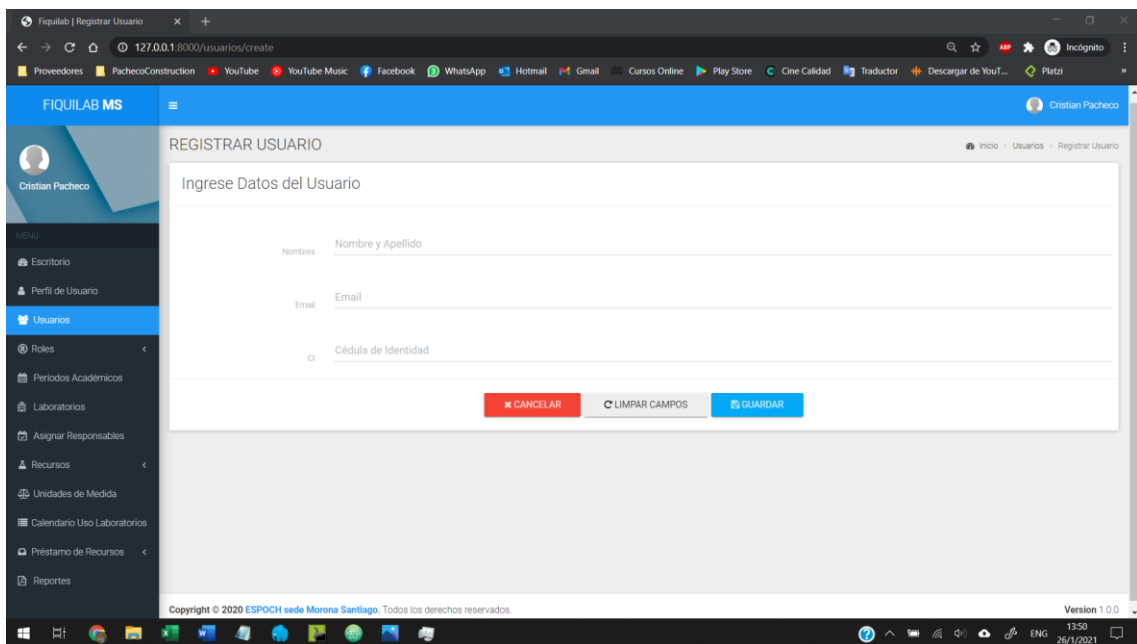 Fiquilab | Registrar Usuario
127.0.0.1:8000/usuarios/create
ABP
Incógnito
Proveedores PachecoConstruction YouTube YouTube Music Facebook WhatsApp Hotmail Gmail Cursos Online Play Store Cine Calidad Traductor Descargar de YouT... Platzi
FIQUILAB MS
Cristian Pacheco
REGISTRAR USUARIO
Inicio > Usuarios > Registrar Usuario
Cristian Pacheco
Ingrese Datos del Usuario
MENU
Escritorio
Perfil de Usuario
Usuarios
Roles
Períodos Académicos
Laboratorios
Asignar Responsables
Recursos
Unidades de Medida
Calendario Uso Laboratorios
Préstamo de Recursos
Reportes
Nombres Nombre y Apellido
Email Email
CI Cédula de Identidad
CANCELAR LIMPAR CAMPOS GUARDAR
Copyright © 2020 ESPOCH sede Morona Santiago. Todos los derechos reservados.
Version 1.0.0
ENG
13:50
26/1/2021